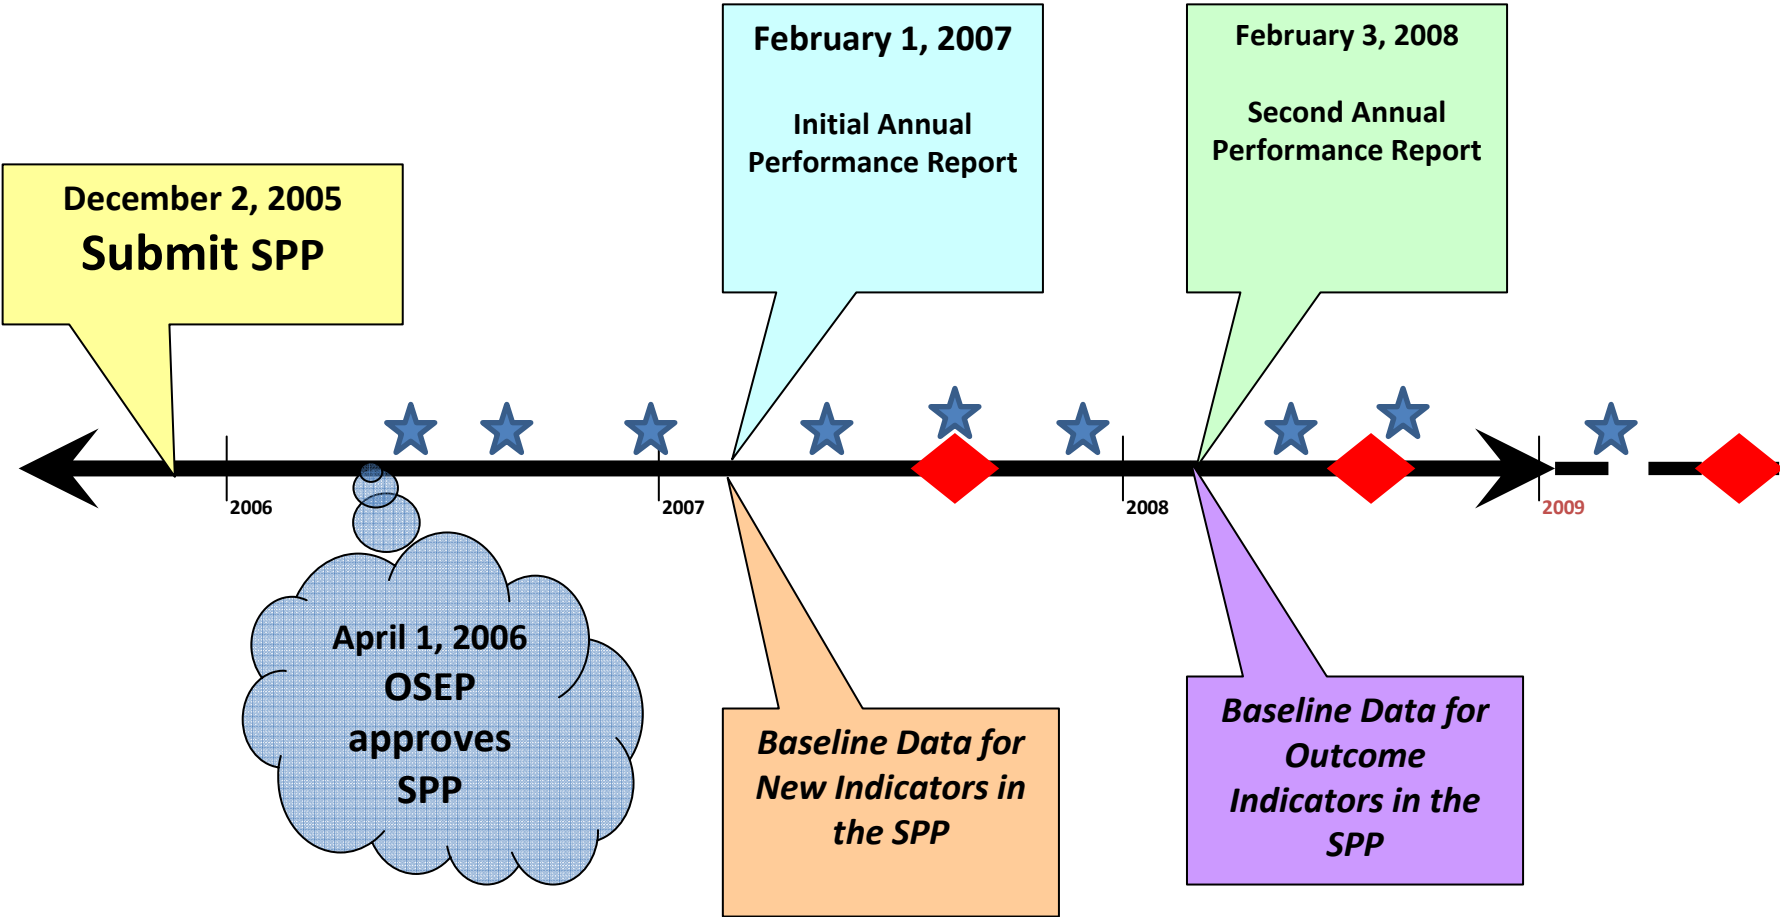 February 1, 2007
Initial Annual
Performance Report
February 3, 2008
Second Annual
Performance Report
December 2, 2005
Submit SPP
2006
2007
2008
2009
April 1, 2006
OSEP
approves
SPP
Baseline Data for
New Indicators in
the SPP
Baseline Data for
Outcome
Indicators in the
SPP